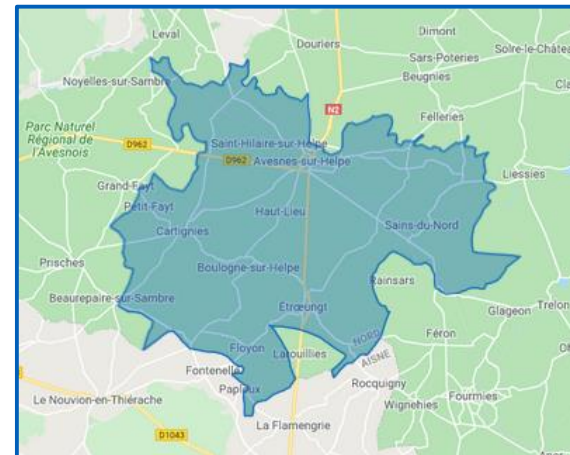 Leval
Douriers
Dimont
Solre-le-Châtea
Sars-Poteries
Beugnies
Cla
Noyelles-sur-Sambre
N2
Felleries
Parc Naturel
Régional de
l'Avesnois
D962
Saint-Hilaire-sur-Helpe
D962
Avesnes-sur-Helpe
Liessies
Grand-Fayt
Petit-Fayt
Haut-Lieu
Cartignies
Sains-du-Nord
Prisches
Boulogne-sur-Helpe
Rainsars
Beaurepaire-sur-Sambre
Étrœungt
Glageon
Trelon
NORD
AISNE
Féron
Floyon
Larouillies
Fontenelle
Papleux
Rocquigny
Fourmies
Wignehies
Le Nouvion-en-Thiérache
La Flamengrie
D1043